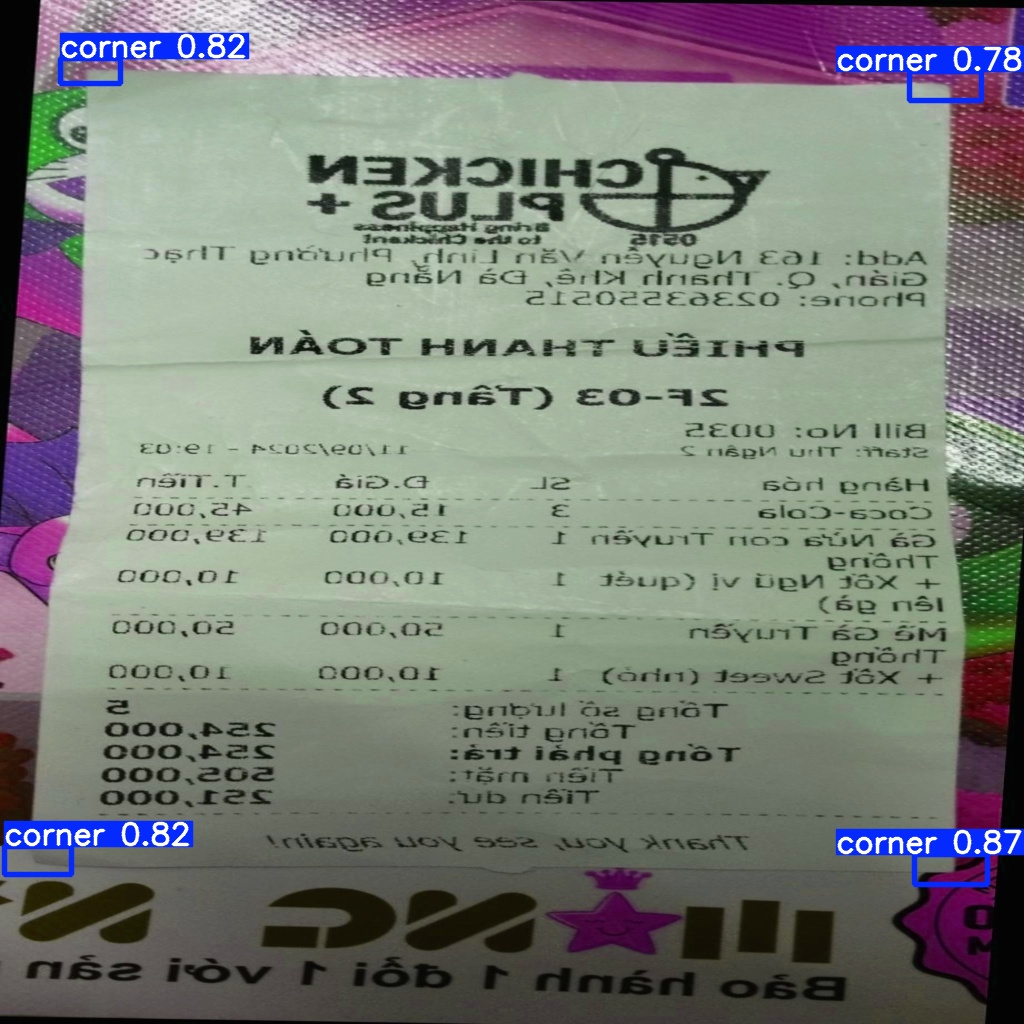 corner 0.82
corner 0.78
CHICKEN
PLUS +
Bring Happiness
to the Chickent
0515
Add: 163 Nguyễn Văn Linh, Phường Thạc
Gián, Q. Thanh Khê, Đà Nẵng
Phone: 02363550515
PHIẾU THANH TOÁN
2F-03 (Tầng 2)
Bill No: 0035
Staff: Thu Ngân 2 11/09/2024 - 19:03
Hàng hóa SL Đ.Giá T.Tiền
Coca-Cola 3 15,000 45,000
Gà Nửa con Truyền 1 139,000 139,000
Thống
+ Xốt Ngũ vị (quét) 1 10,000 10,000
lên gà)
Mề Gà Truyền 1 50,000 50,000
Thống
+ Xốt Sweet (nhỏ) 1 10,000 10,000
Tổng số lượng: 5
Tổng tiền: 254,000
Tổng phải trả: 254,000
Tiền mặt: 505,000
Tiền dư: 251,000
Thank you, see you again!
corner 0.82
corner 0.87
Bảo hành 1 đổi 1 với sản